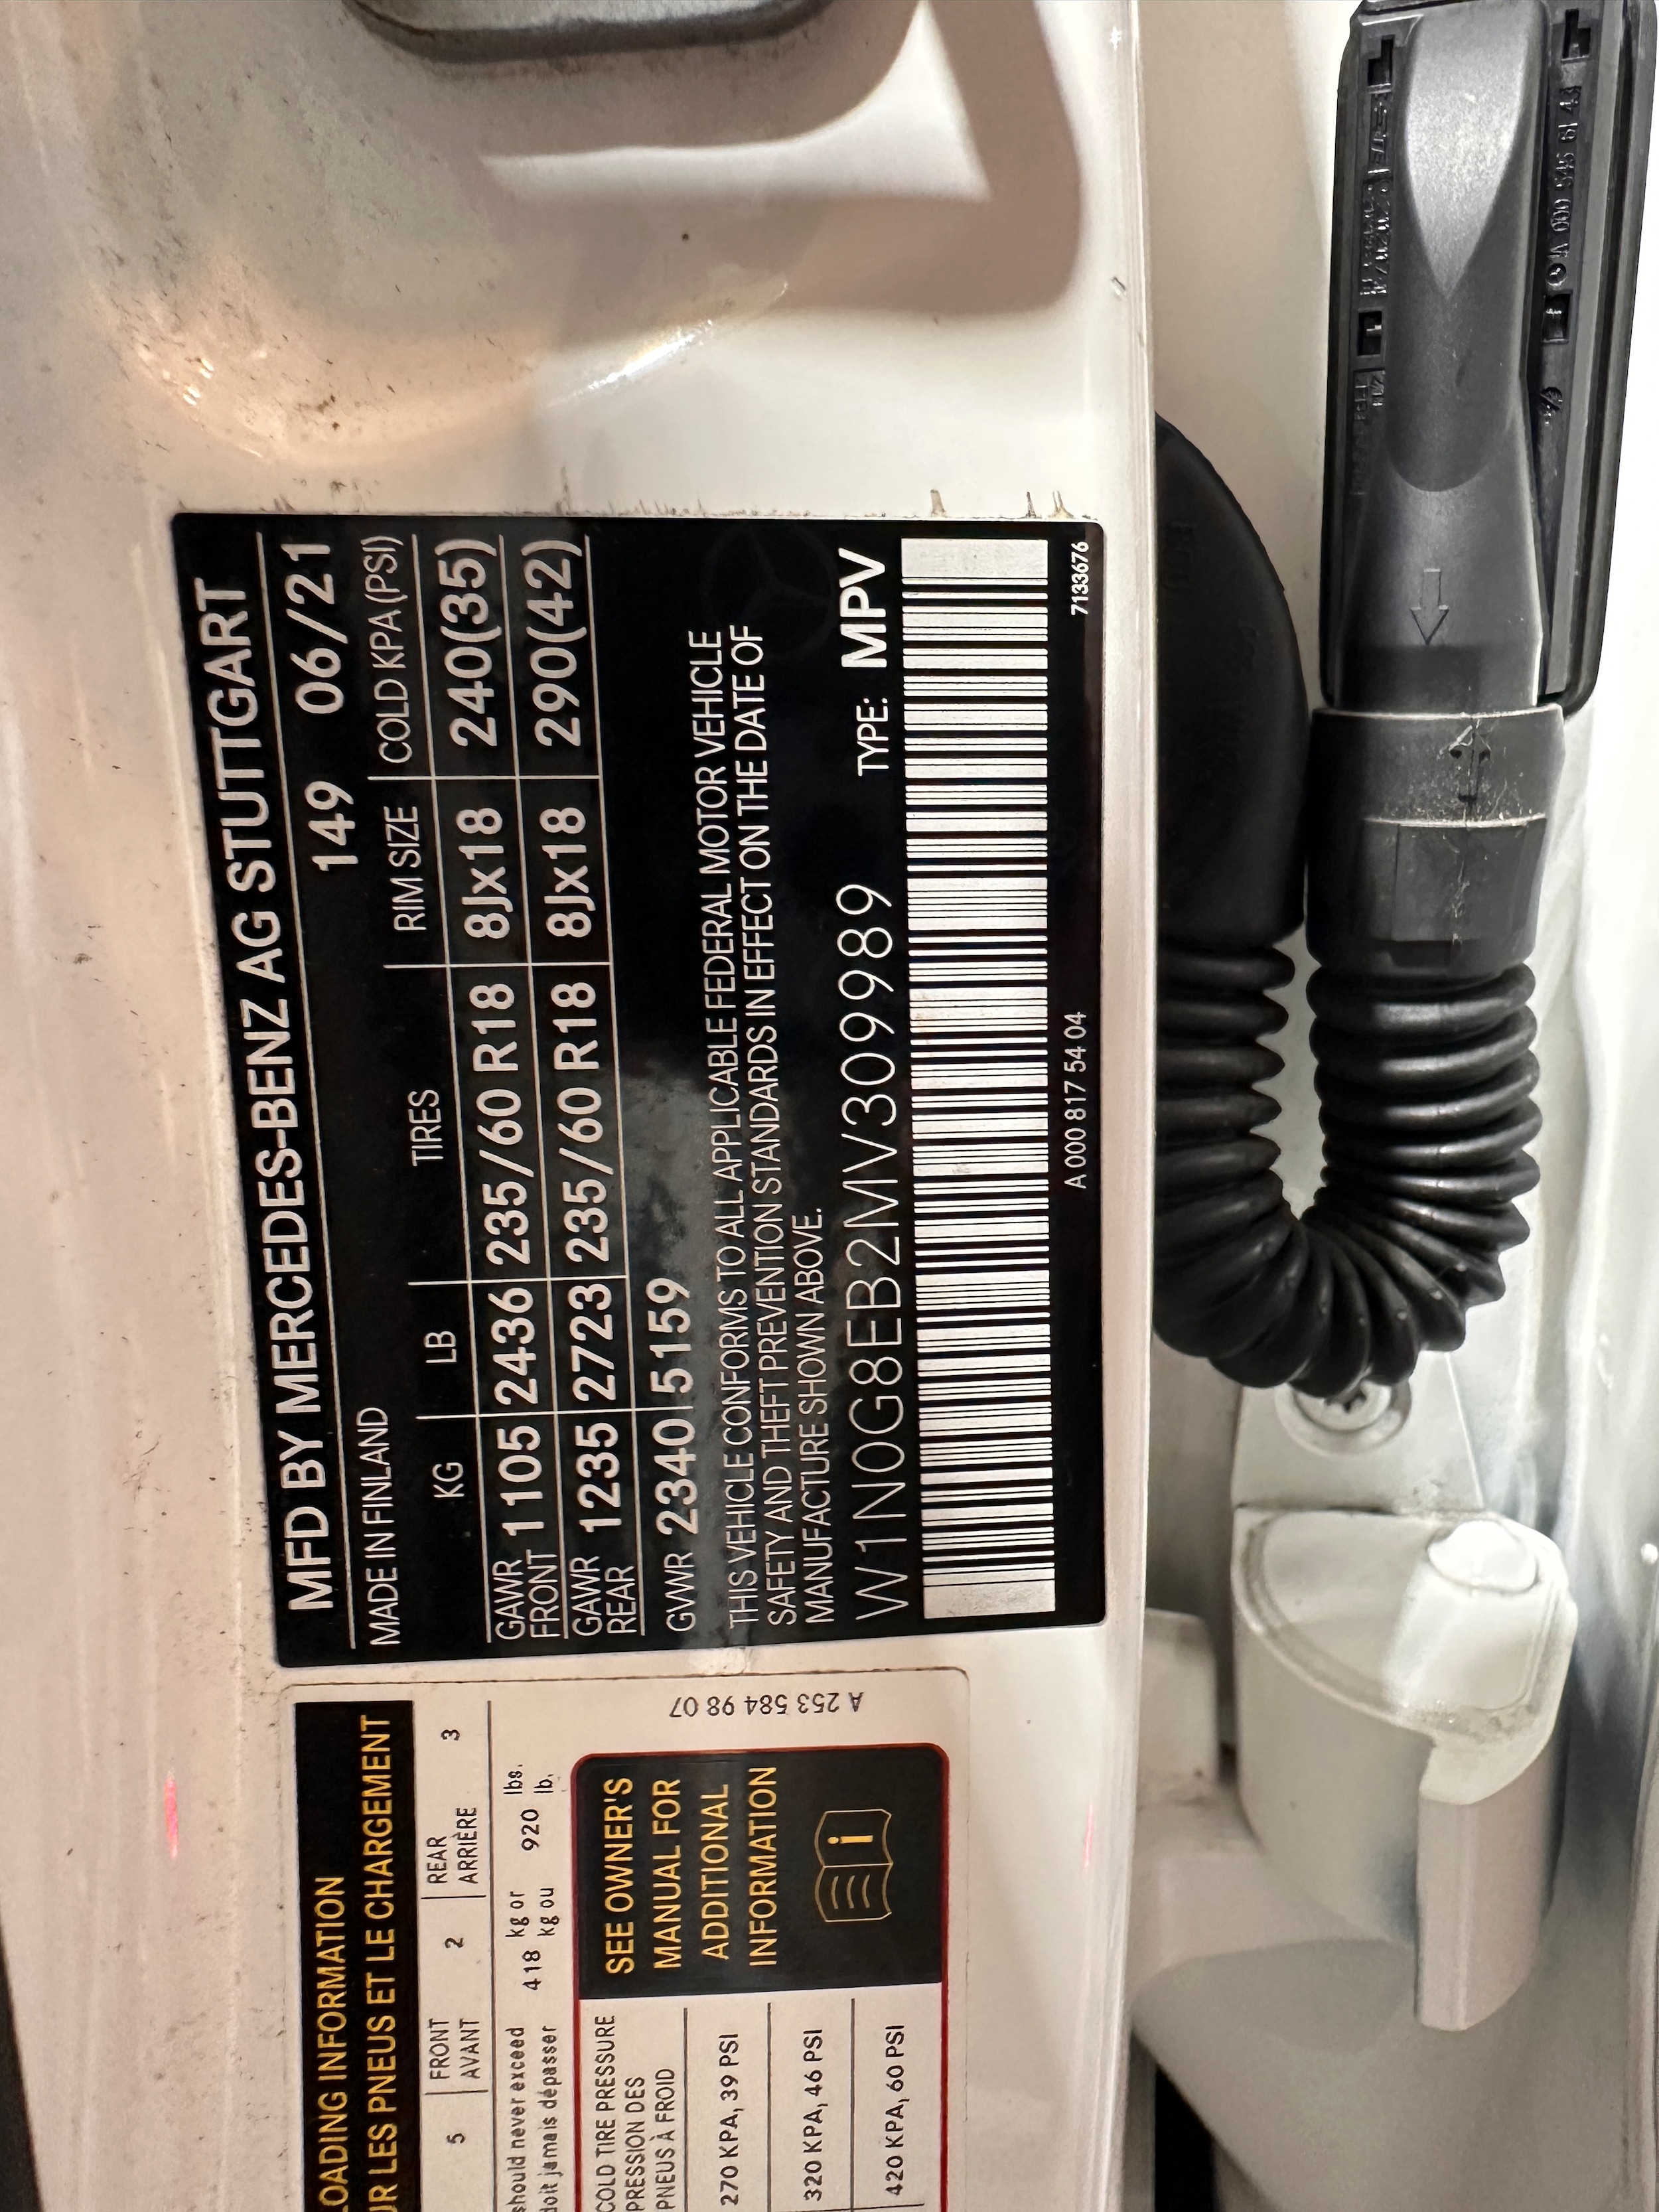 MFD BY MERCEDES-BENZ AG STUTTGART
MADE IN FINLAND 149 06/21
KG LB TIRES RIM SIZE COLD KPA(PSI)
GAWR FRONT 1105 2436 235/60 R18 8Jx18 240(35)
GAWR REAR 1235 2723 235/60 R18 8Jx18 290(42)
GVWR 2340 5159
THIS VEHICLE CONFORMS TO ALL APPLICABLE FEDERAL MOTOR VEHICLE
SAFETY AND THEFT PREVENTION STANDARDS IN EFFECT ON THE DATE OF
MANUFACTURE SHOWN ABOVE.
W1N0G8EB2MV309989 TYPE: MPV
A 000 817 54 04 7133676
LOADING INFORMATION
LES PNEUS ET LE CHARGEMENT
5 FRONT 2 REAR 3
AVANT ARRIÈRE
should never exceed 418 kg or 920 lbs.
doit jamais dépasser kg ou lb.
COLD TIRE PRESSURE
PRESSION DES
PNEUS À FROID
270 KPA, 39 PSI
320 KPA, 46 PSI
420 KPA, 60 PSI
SEE OWNER'S
MANUAL FOR
ADDITIONAL
INFORMATION
A 253 584 98 07
A 000 545 61 43